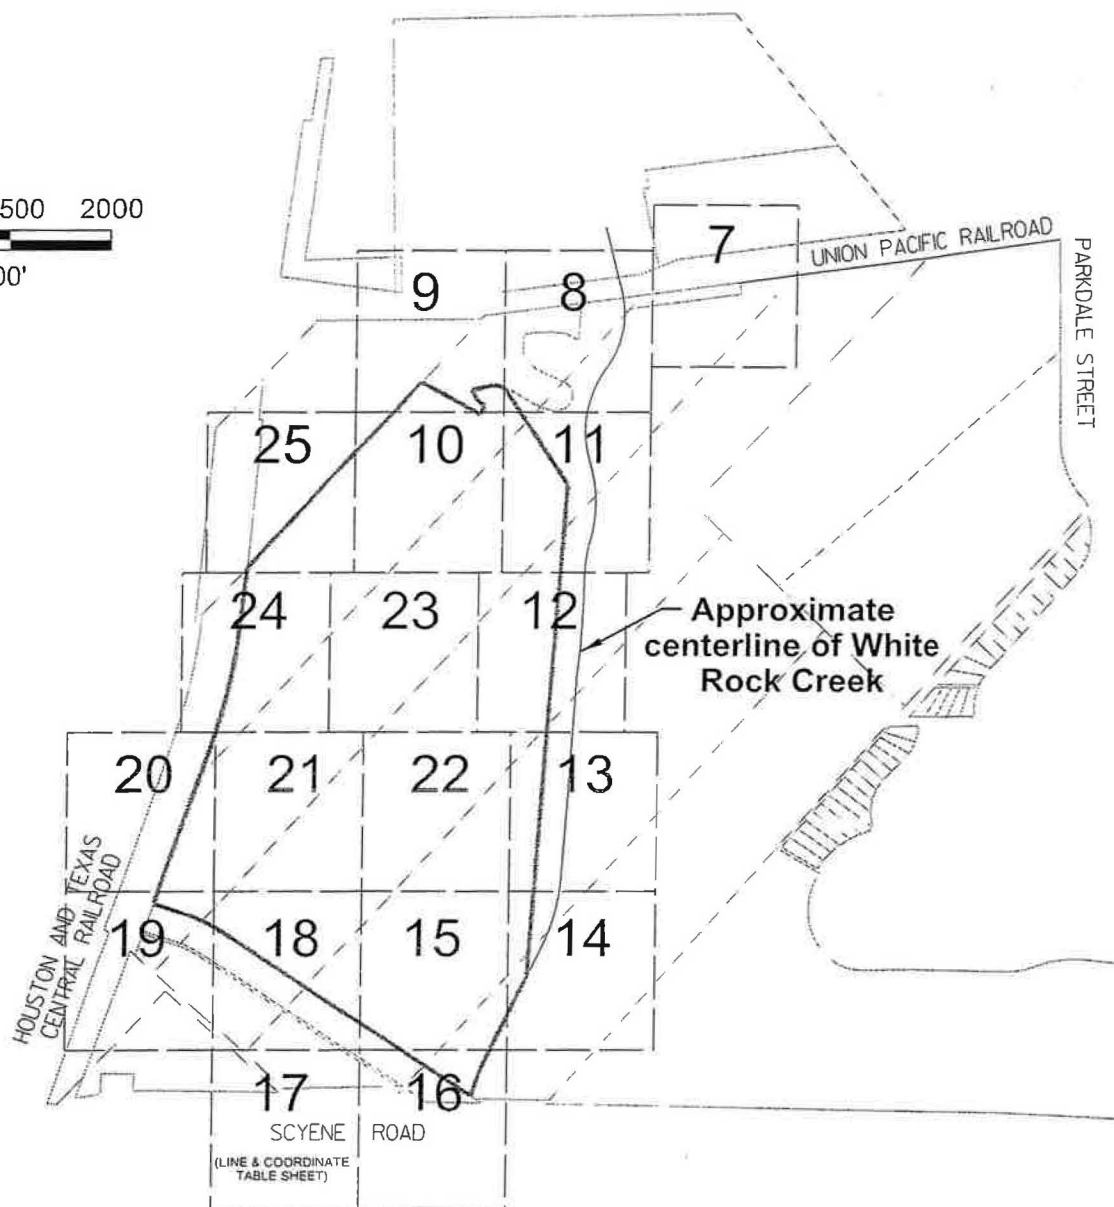 500 2000
00'
7
UNION PACIFIC RAILROAD
PARKDALE STREET
9
8
25
10
11
24
23
12
Approximate
centerline of White
Rock Creek
20
21
22
13
HOUSTON AND TEXAS
CENTRAL RAILROAD
19
18
15
14
17
16
SCYENE ROAD
(LINE & COORDINATE
TABLE SHEET)